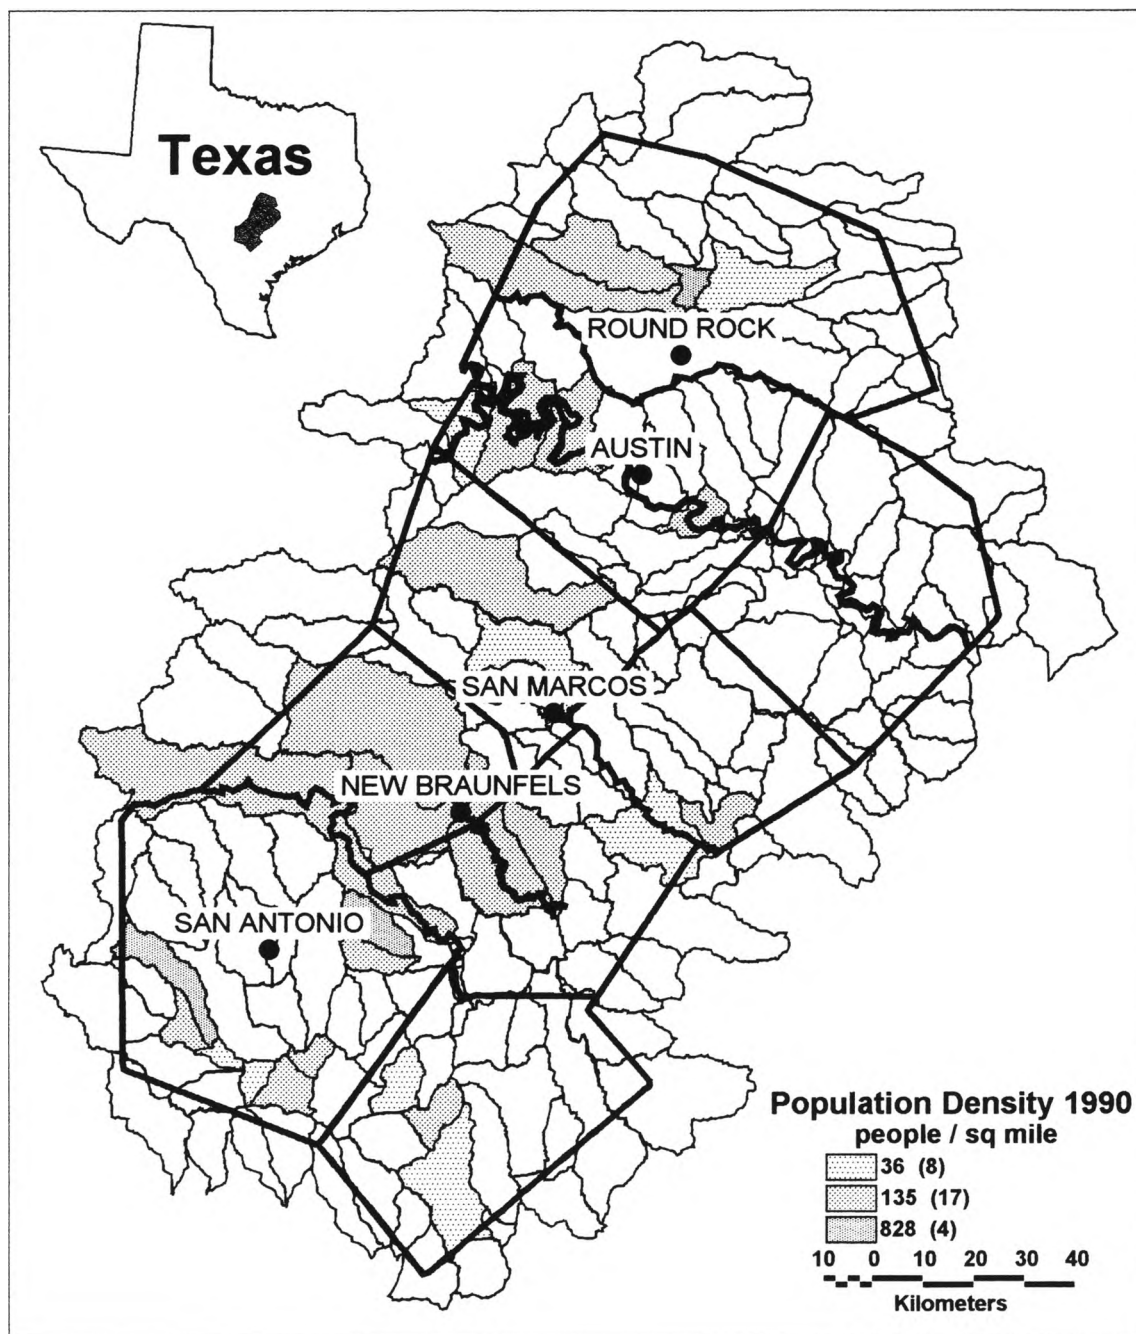 Texas
ROUND ROCK
AUSTIN
SAN MARCOS
NEW BRAUNFELS
SAN ANTONIO
Population Density 1990
people / sq mile
36 (8)
135 (17)
828 (4)
10 0 10 20 30 40
Kilometers